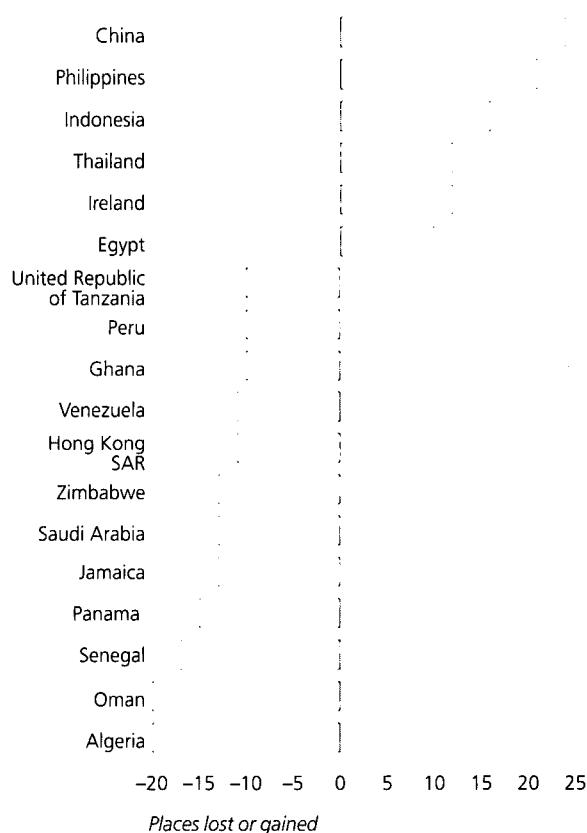 China
Philippines
Indonesia
Thailand
Ireland
Egypt
United Republic
of Tanzania
Peru
Ghana
Venezuela
Hong Kong
SAR
Zimbabwe
Saudi Arabia
Jamaica
Panama
Senegal
Oman
Algeria
−20 −15 −10 −5 0 5 10 15 20 25
Places lost or gained